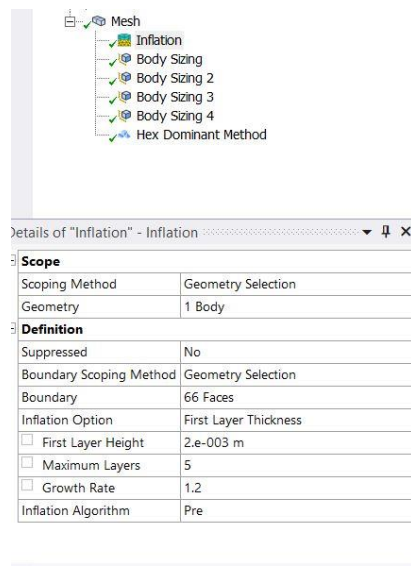 Mesh
Inflation
Body Sizing
Body Sizing 2
Body Sizing 3
Body Sizing 4
Hex Dominant Method
Details of "Inflation" - Inflation
Scope
Scoping Method Geometry Selection
Geometry 1 Body
Definition
Suppressed No
Boundary Scoping Method Geometry Selection
Boundary 66 Faces
Inflation Option First Layer Thickness
First Layer Height 2.e-003 m
Maximum Layers 5
Growth Rate 1.2
Inflation Algorithm Pre